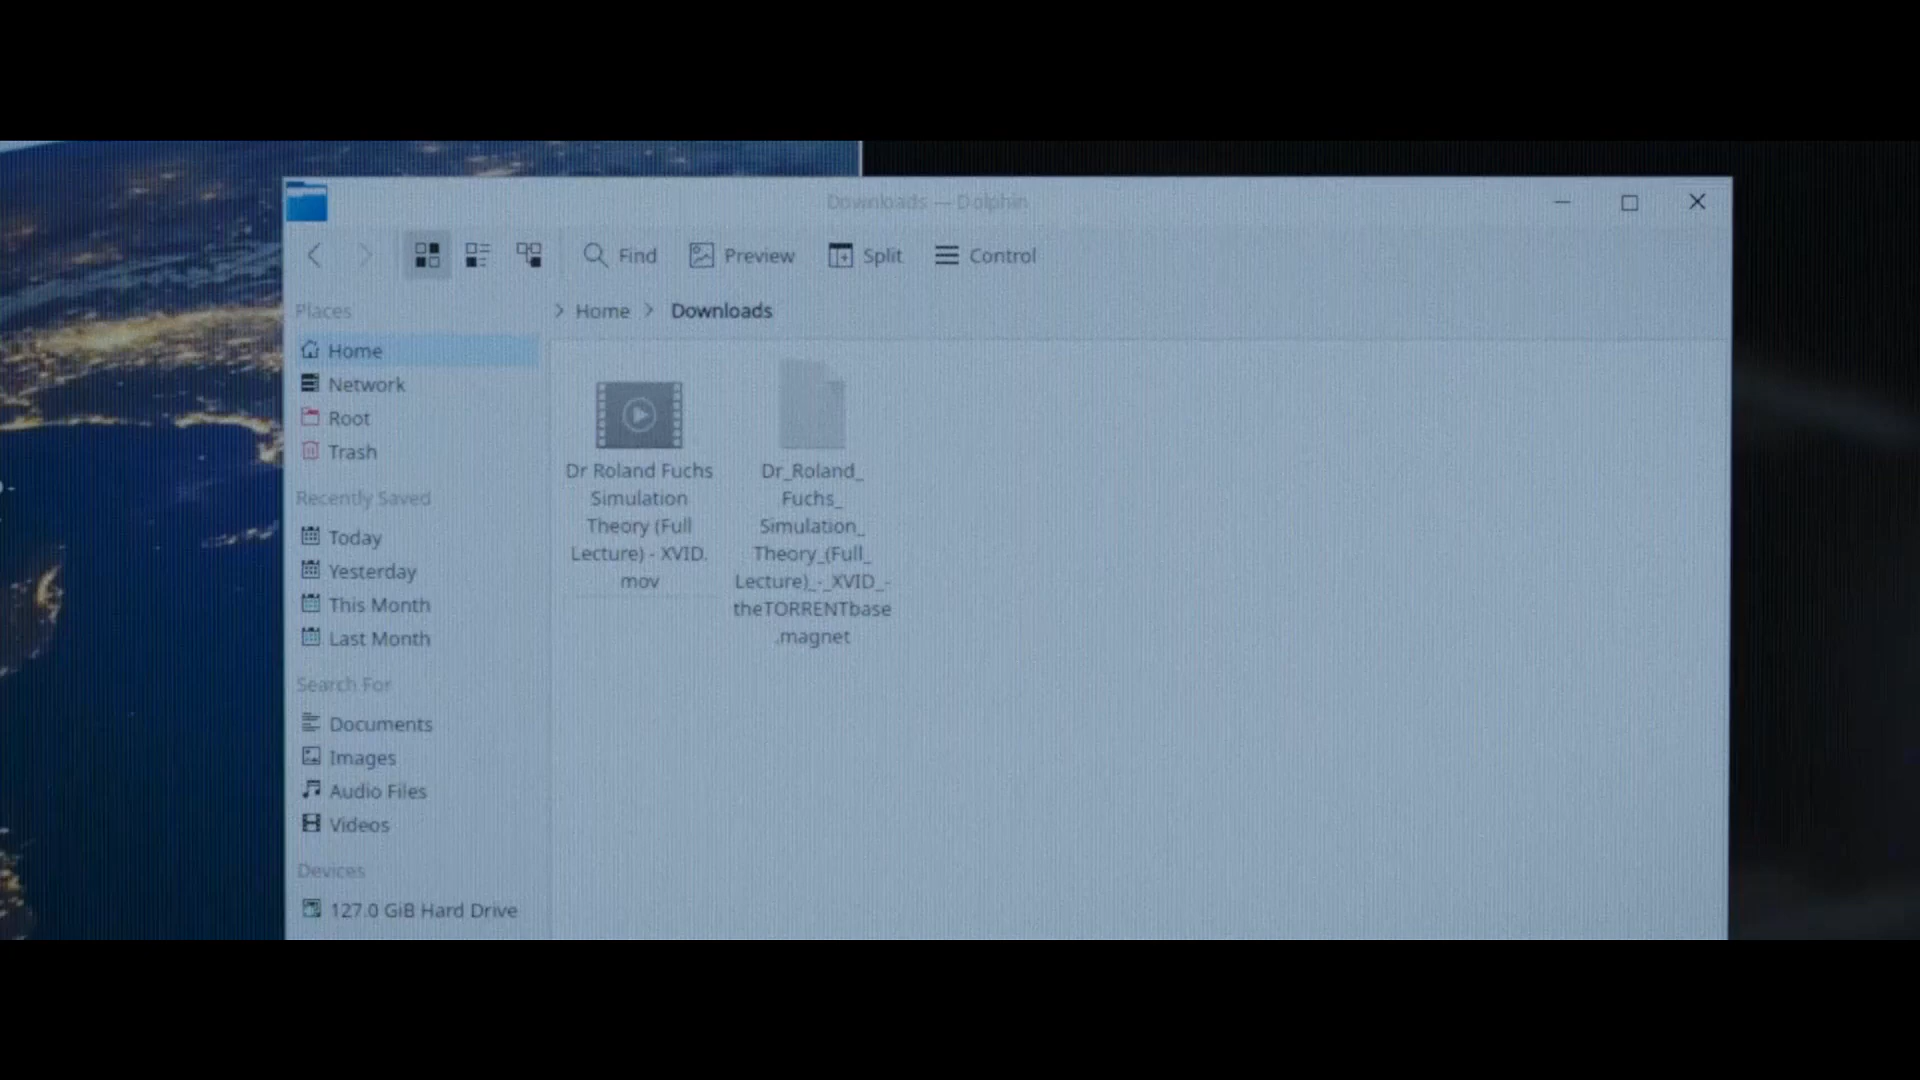 Downloads — Dolphin
Find Preview Split Control
Places
Home
Network
Root
Trash
Recently Saved
Today
Yesterday
This Month
Last Month
Search For
Documents
Images
Audio Files
Videos
Devices
127.0 GiB Hard Drive
Home Downloads
Dr Roland Fuchs
Simulation
Theory (Full
Lecture) - XVID.
mov
Dr_Roland_
Fuchs_
Simulation_
Theory_(Full_
Lecture)_-_XVID_-
theTORRENTbase
.magnet